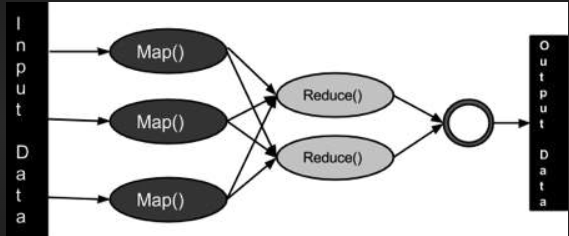 Input Data
Map()
Map()
Map()
Reduce()
Reduce()
Output Data